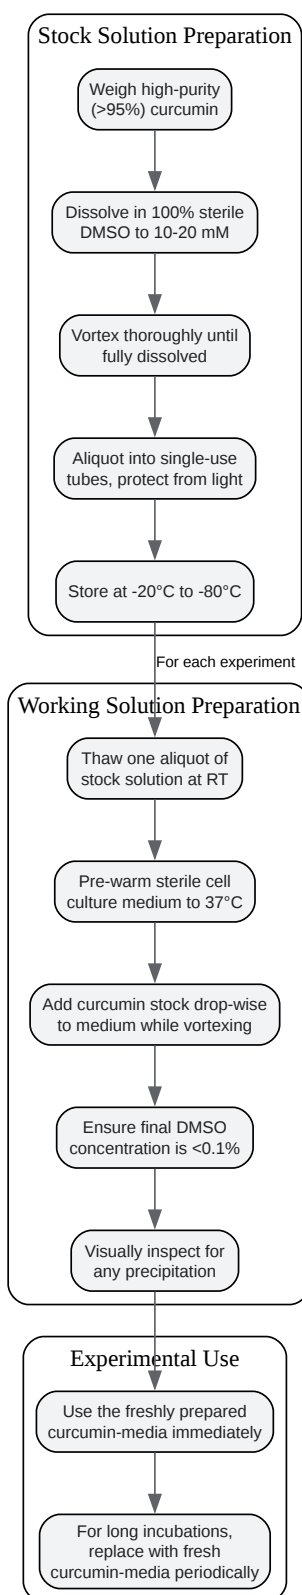 Stock Solution Preparation
Weigh high-purity
(>95%) curcumin
Dissolve in 100% sterile
DMSO to 10-20 mM
Vortex thoroughly until
fully dissolved
Aliquot into single-use
tubes, protect from light
Store at -20°C to -80°C
For each experiment
Working Solution Preparation
Thaw one aliquot of
stock solution at RT
Pre-warm sterile cell
culture medium to 37°C
Add curcumin stock drop-wise
to medium while vortexing
Ensure final DMSO
concentration is <0.1%
Visually inspect for
any precipitation
Experimental Use
Use the freshly prepared
curcumin-media immediately
For long incubations,
replace with fresh
curcumin-media periodically